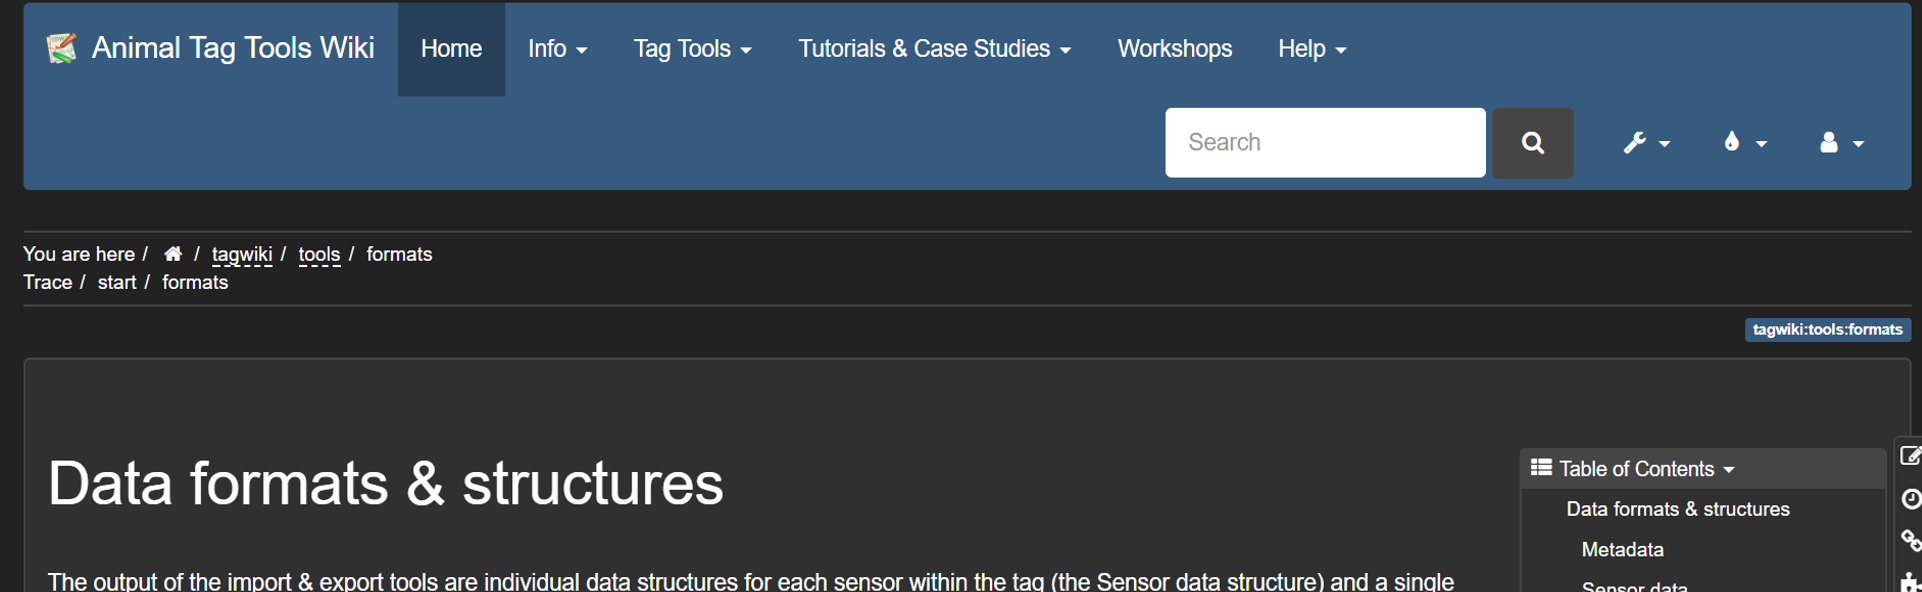 Animal Tag Tools Wiki Home Info Tag Tools Tutorials & Case Studies Workshops Help
Search
You are here / / tagwiki / tools / formats
Trace / start / formats
tagwiki:tools:formats
Data formats & structures
The output of the import & export tools are individual data structures for each sensor within the tag (the Sensor data structure) and a single
Table of Contents
Data formats & structures
Metadata
Sensor data